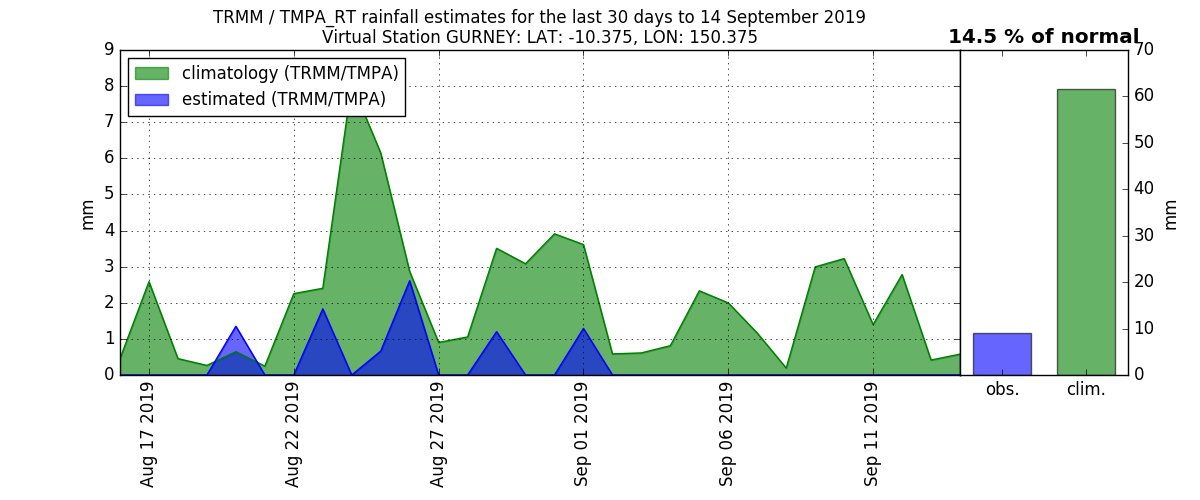 TRMM / TMPA_RT rainfall estimates for the last 30 days to 14 September 2019
Virtual Station GURNEY: LAT: -10.375, LON: 150.375
14.5 % of normal
climatology (TRMM/TMPA)
estimated (TRMM/TMPA)
9
8
7
6
5
4
3
2
1
0
mm
Aug 17 2019
Aug 22 2019
Aug 27 2019
Sep 01 2019
Sep 06 2019
Sep 11 2019
obs.
clim.
70
60
50
40
30
20
10
0
mm